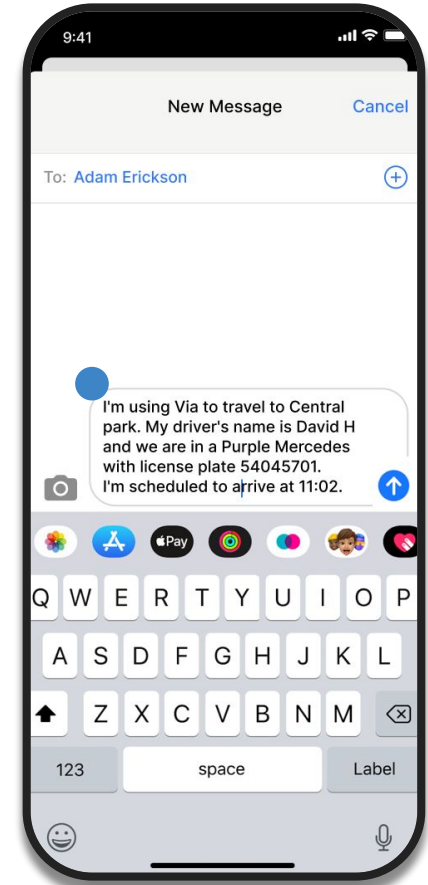 9:41
New Message
Cancel
To: Adam Erickson
I'm using Via to travel to Central
park. My driver's name is David H
and we are in a Purple Mercedes
with license plate 54045701.
I'm scheduled to arrive at 11:02.
Pay
Q W E R T Y U I O P
A S D F G H J K L
Z X C V B N M
123
space
Label